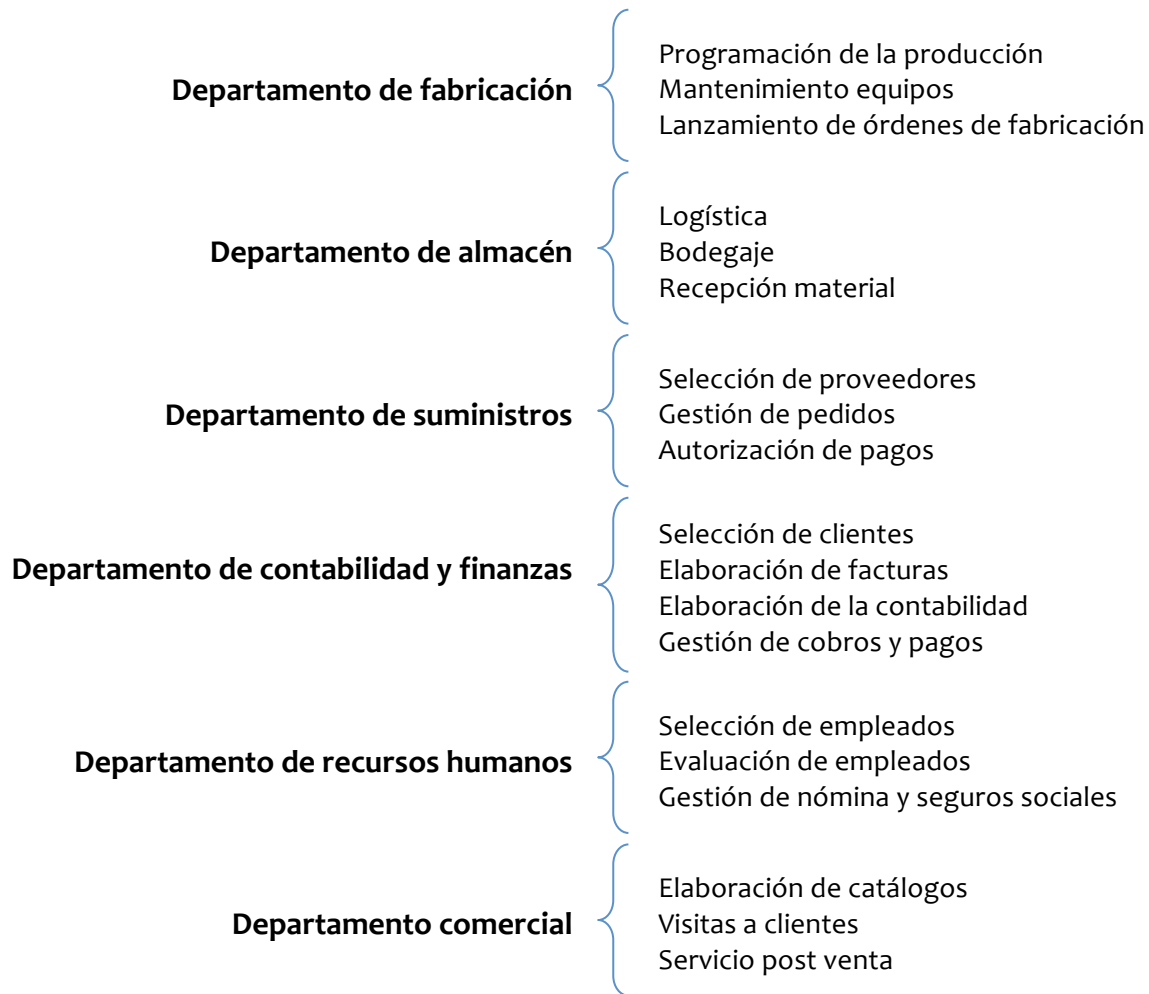 Departamento de fabricación
Programación de la producción
Mantenimiento equipos
Lanzamiento de órdenes de fabricación
Departamento de almacén
Logística
Bodegaje
Recepción material
Departamento de suministros
Selección de proveedores
Gestión de pedidos
Autorización de pagos
Departamento de contabilidad y finanzas
Selección de clientes
Elaboración de facturas
Elaboración de la contabilidad
Gestión de cobros y pagos
Departamento de recursos humanos
Selección de empleados
Evaluación de empleados
Gestión de nómina y seguros sociales
Departamento comercial
Elaboración de catálogos
Visitas a clientes
Servicio post venta